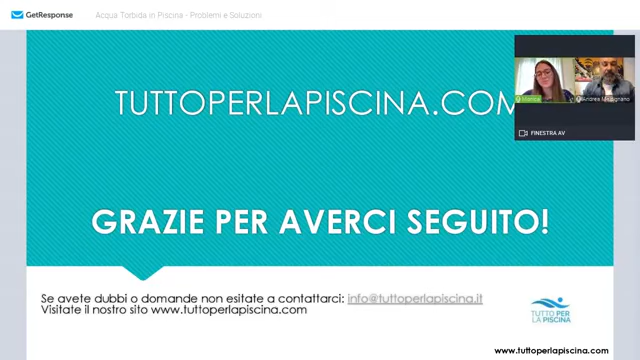 GetResponse
Acqua Torbida in Piscina - Problemi e Soluzioni
TUTTOPERLAPISCINA.COM
Monica
Andrea
FINESTRA AV
GRAZIE PER AVERCI SEGUITO!
Se avete dubbi o domande non esitate a contattarci: info@tuttoperlapiscina.it
Visitate il nostro sito www.tuttoperlapiscina.com
TUTTO PER
LA PISCINA
www.tuttoperlapiscina.com